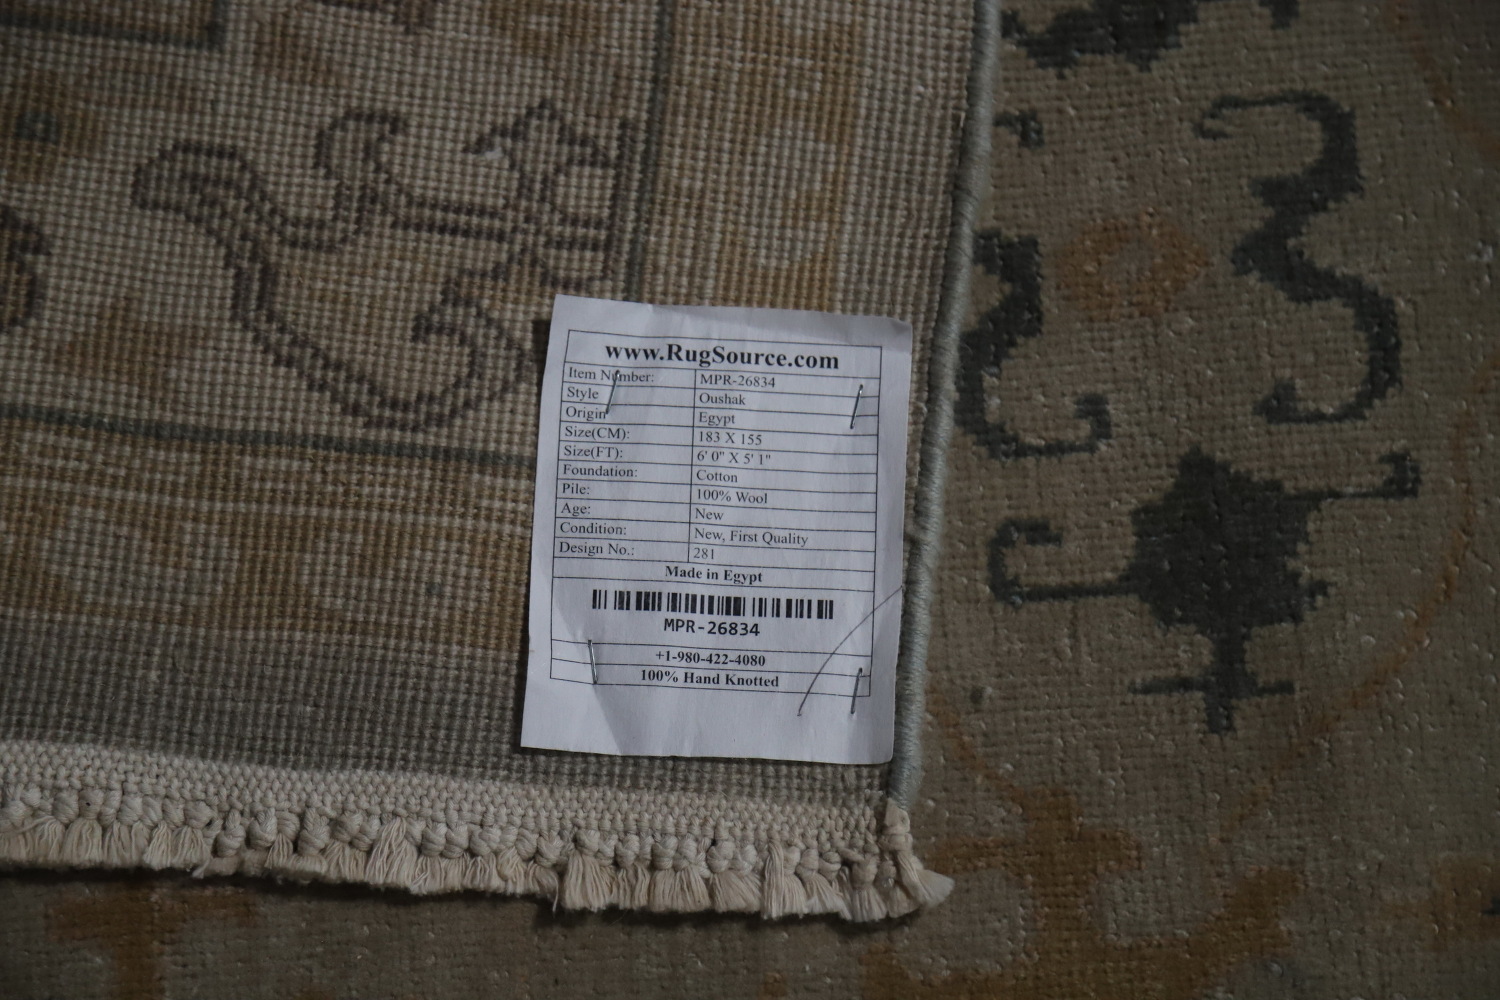 www.RugSource.com
Item Number: MPR-26834
Style Oushak
Origin Egypt
Size(CM): 183 X 155
Size(FT): 6' 0" X 5' 1"
Foundation: Cotton
Pile: 100% Wool
Age: New
Condition: New, First Quality
Design No.: 281
Made in Egypt
MPR-26834
+1-980-422-4080
100% Hand Knotted